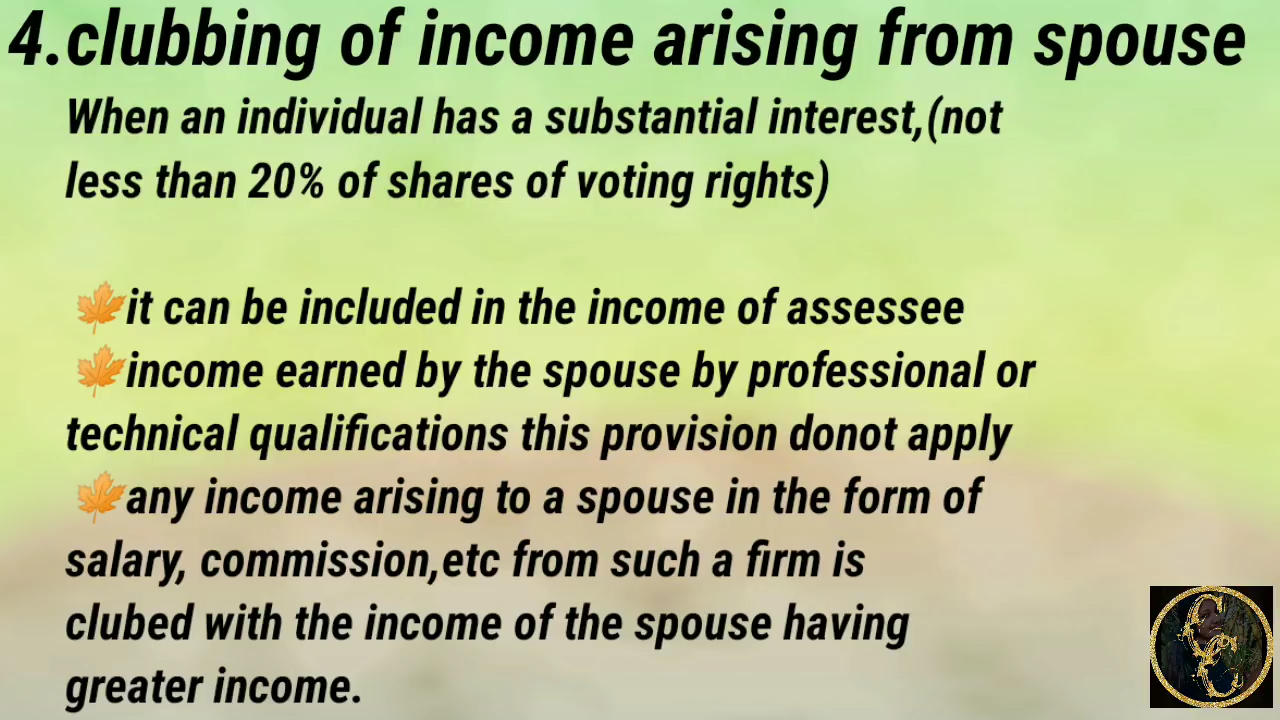 4.clubbing of income arising from spouse
When an individual has a substantial interest,(not
less than 20% of shares of voting rights)
🍁it can be included in the income of assessee
🍁income earned by the spouse by professional or
technical qualifications this provision donot apply
🍁any income arising to a spouse in the form of
salary, commission,etc from such a firm is
clubed with the income of the spouse having
greater income.